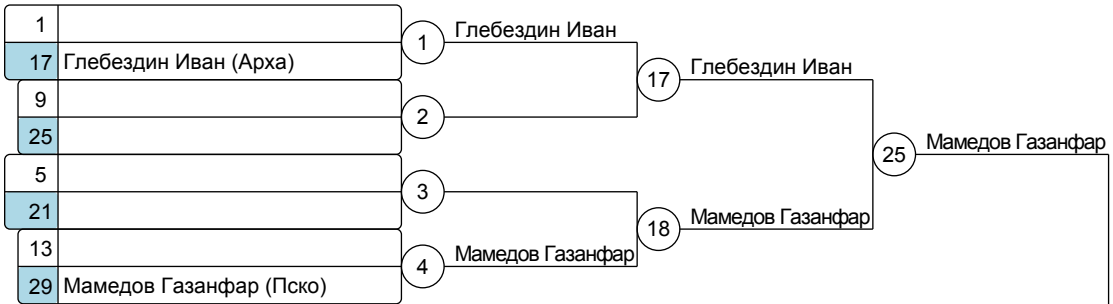 1
17 Глебездин Иван (Арха)
9
25
5
21
13
29 Мамедов Газанфар (Пско)
1 Глебездин Иван
2
3
4 Мамедов Газанфар
17 Глебездин Иван
18 Мамедов Газанфар
25 Мамедов Газанфар